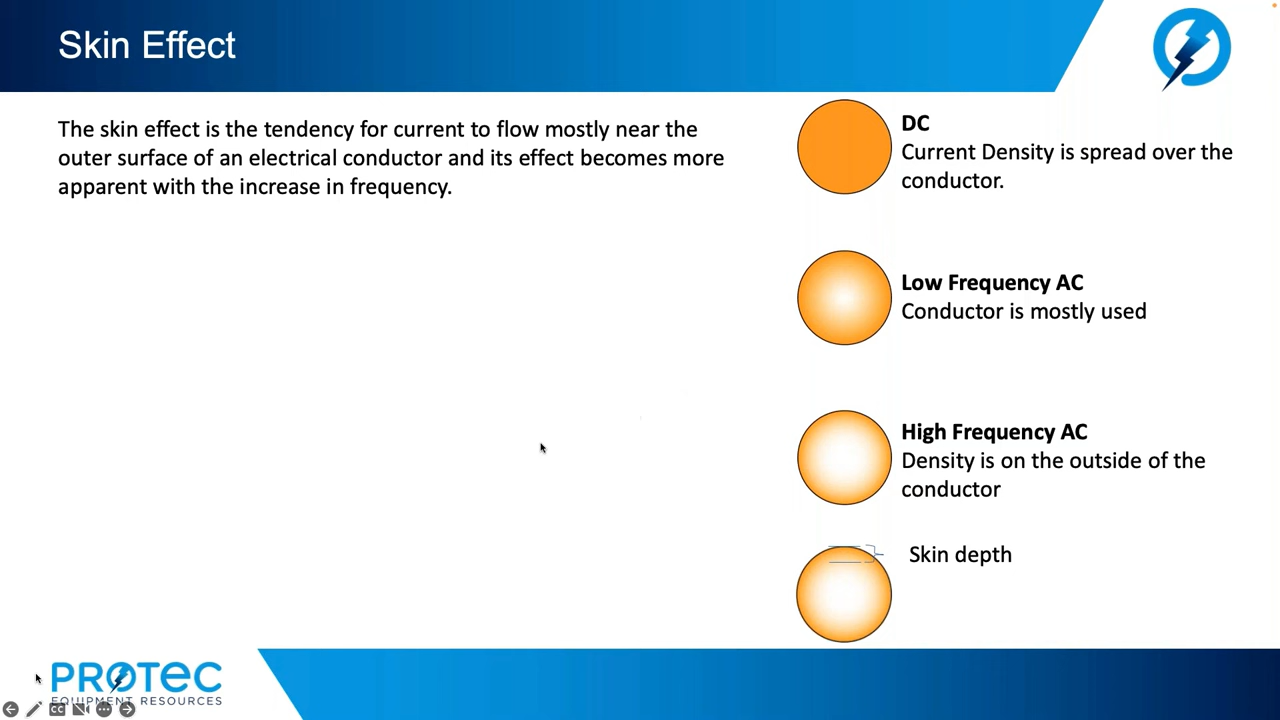 Skin Effect
The skin effect is the tendency for current to flow mostly near the
outer surface of an electrical conductor and its effect becomes more
apparent with the increase in frequency.
DC
Current Density is spread over the
conductor.
Low Frequency AC
Conductor is mostly used
High Frequency AC
Density is on the outside of the
conductor
Skin depth
PROTEC
EQUIPMENT RESOURCES
CC